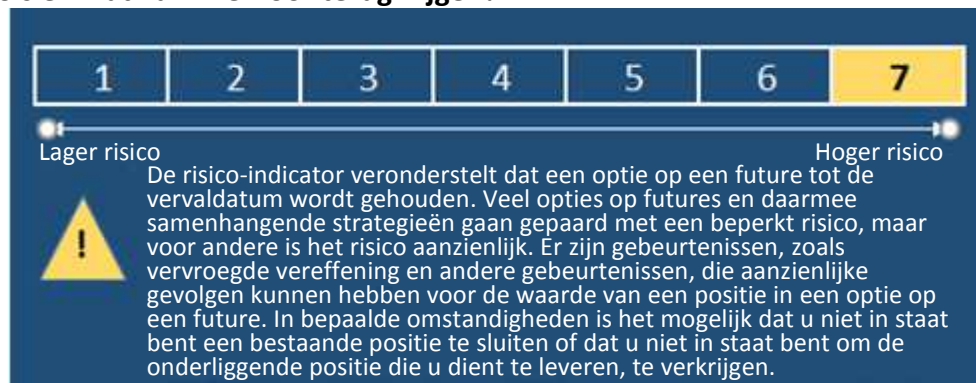 1 2 3 4 5 6 7
Lager risico Hoger risico
De risico-indicator veronderstelt dat een optie op een future tot de
vervaldatum wordt gehouden. Veel opties op futures en daarmee
samenhangende strategieën gaan gepaard met een beperkt risico, maar
voor andere is het risico aanzienlijk. Er zijn gebeurtenissen, zoals
vervroegde vereffening en andere gebeurtenissen, die aanzienlijke
gevolgen kunnen hebben voor de waarde van een positie in een optie op
een future. In bepaalde omstandigheden is het mogelijk dat u niet in staat
bent een bestaande positie te sluiten of dat u niet in staat bent om de
onderliggende positie die u dient te leveren, te verkrijgen.